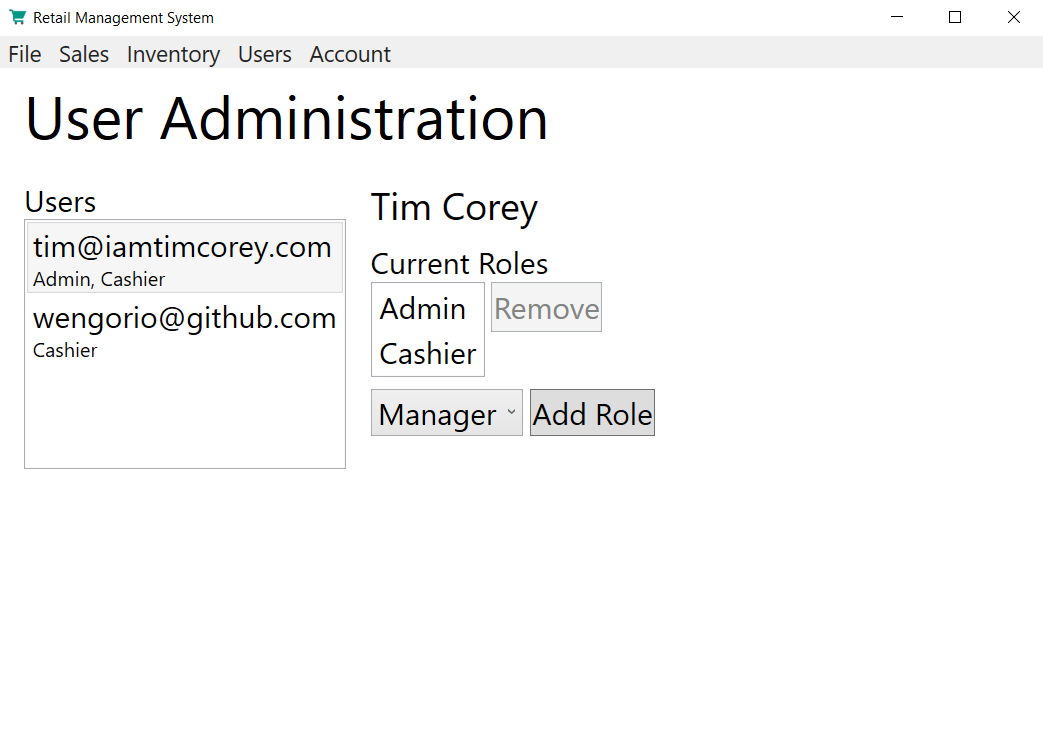 Retail Management System
File Sales Inventory Users Account
User Administration
Users
tim@iamtimcorey.com
Admin, Cashier
wengorio@github.com
Cashier
Tim Corey
Current Roles
Admin
Cashier
Remove
Manager
Add Role